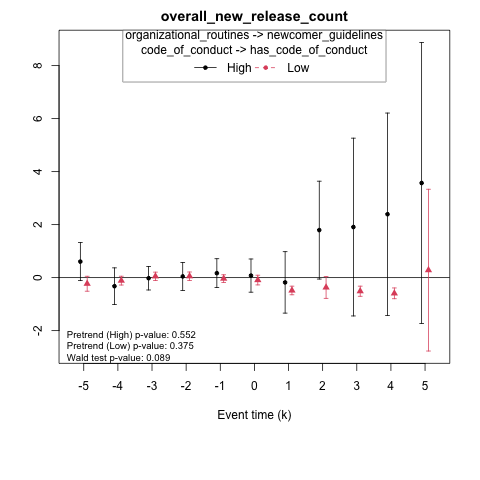 overall_new_release_count
organizational_routines -> newcomer_guidelines
code_of_conduct -> has_code_of_conduct
High Low
8
6
4
2
0
-2
Pretrend (High) p-value: 0.552
Pretrend (Low) p-value: 0.375
Wald test p-value: 0.089
-5 -4 -3 -2 -1 0 1 2 3 4 5
Event time (k)